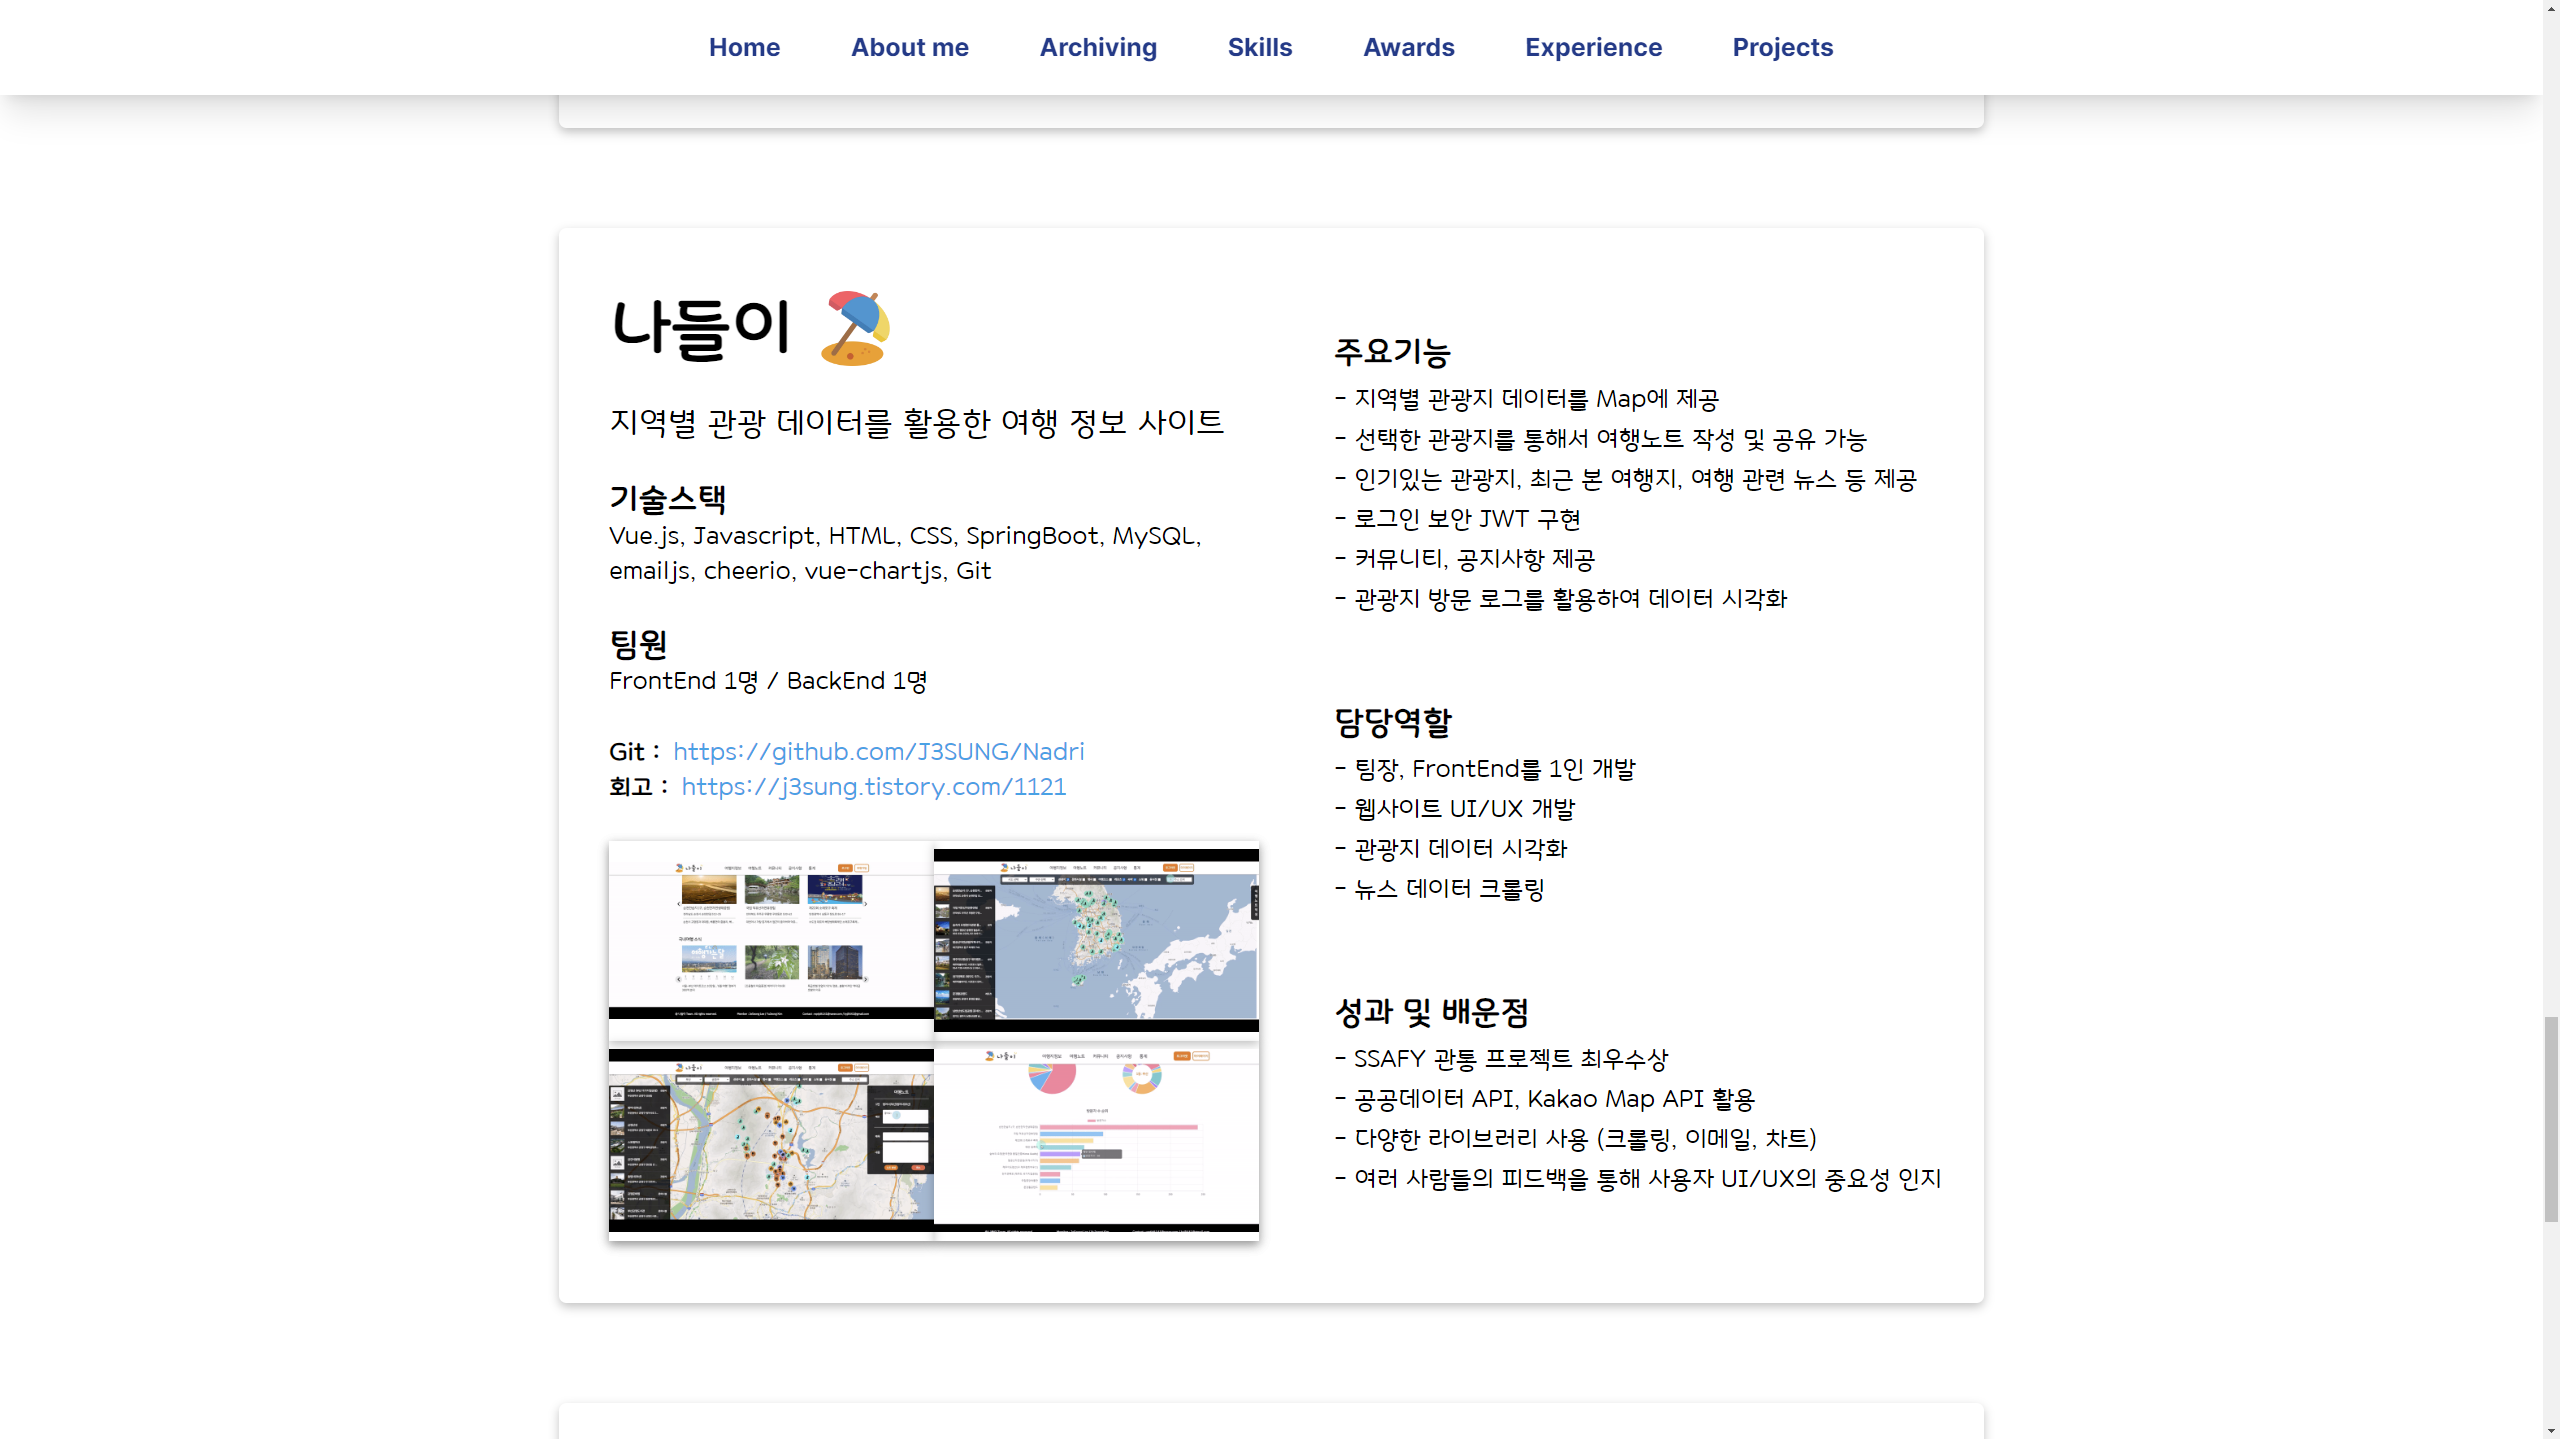 Home
About me
Archiving
Skills
Awards
Experience
Projects
나들이
지역별 관광 데이터를 활용한 여행 정보 사이트
기술스택
Vue.js, Javascript, HTML, CSS, SpringBoot, MySQL,
emailjs, cheerio, vue-chartjs, Git
팀원
FrontEnd 1명 / BackEnd 1명
Git : https://github.com/J3SUNG/Nadri
회고 : https://j3sung.tistory.com/1121
주요기능
- 지역별 관광지 데이터를 Map에 제공
- 선택한 관광지를 통해서 여행노트 작성 및 공유 가능
- 인기있는 관광지, 최근 본 여행지, 여행 관련 뉴스 등 제공
- 로그인 보안 JWT 구현
- 커뮤니티, 공지사항 제공
- 관광지 방문 로그를 활용하여 데이터 시각화
담당역할
- 팀장, FrontEnd를 1인 개발
- 웹사이트 UI/UX 개발
- 관광지 데이터 시각화
- 뉴스 데이터 크롤링
성과 및 배운점
- SSAFY 관통 프로젝트 최우수상
- 공공데이터 API, Kakao Map API 활용
- 다양한 라이브러리 사용 (크롤링, 이메일, 차트)
- 여러 사람들의 피드백을 통해 사용자 UI/UX의 중요성 인지